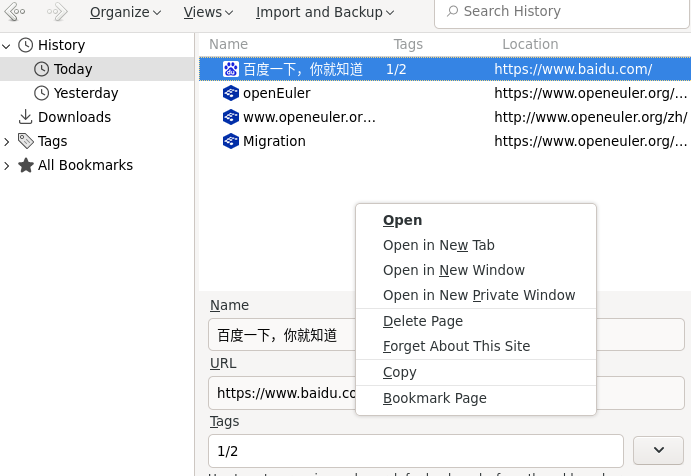 Organize Views Import and Backup Search History
History
Today
Yesterday
Downloads
Tags
All Bookmarks
Name Tags Location
百度一下，你就知道 1/2 https://www.baidu.com/
openEuler https://www.openeuler.org/...
www.openeuler.or... http://www.openeuler.org/zh/
Migration https://www.openeuler.org/...
Open
Open in New Tab
Open in New Window
Open in New Private Window
Delete Page
Forget About This Site
Copy
Bookmark Page
Name
百度一下，你就知道
URL
https://www.baidu.co
Tags
1/2